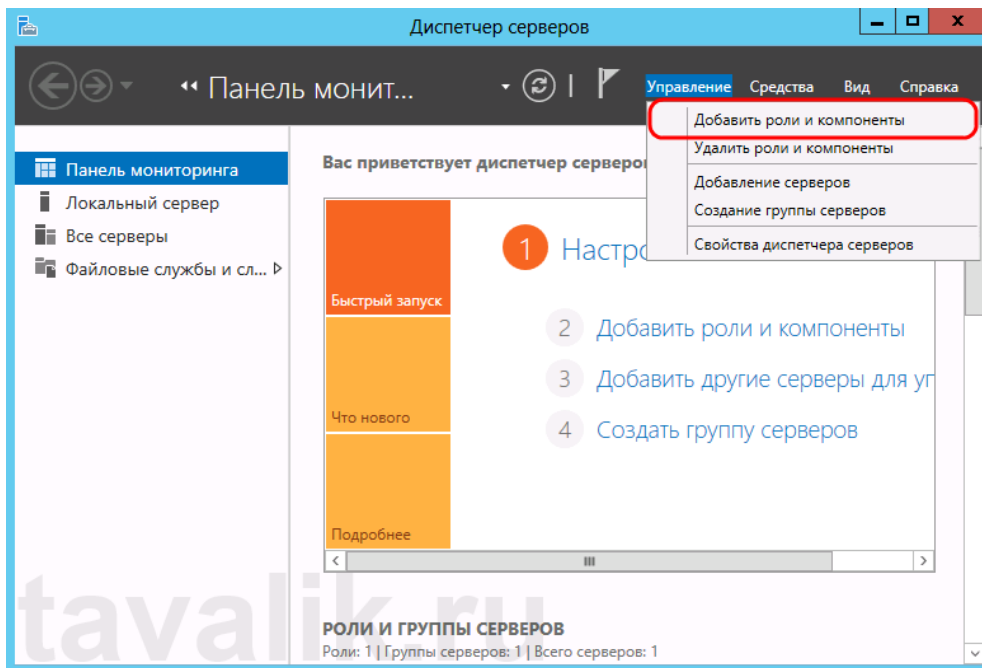 Диспетчер серверов
Панель монит...
Управление Средства Вид Справка
Добавить роли и компоненты
Удалить роли и компоненты
Добавление серверов
Создание группы серверов
Свойства диспетчера серверов
Панель мониторинга
Локальный сервер
Все серверы
Файловые службы и сл...
Вас приветствует диспетчер серверов
1 Настро
Быстрый запуск
2 Добавить роли и компоненты
3 Добавить другие серверы для уп
Что нового
4 Создать группу серверов
Подробнее
РОЛИ И ГРУППЫ СЕРВЕРОВ
Роли: 1 | Группы серверов: 1 | Всего серверов: 1
tavalik.ru